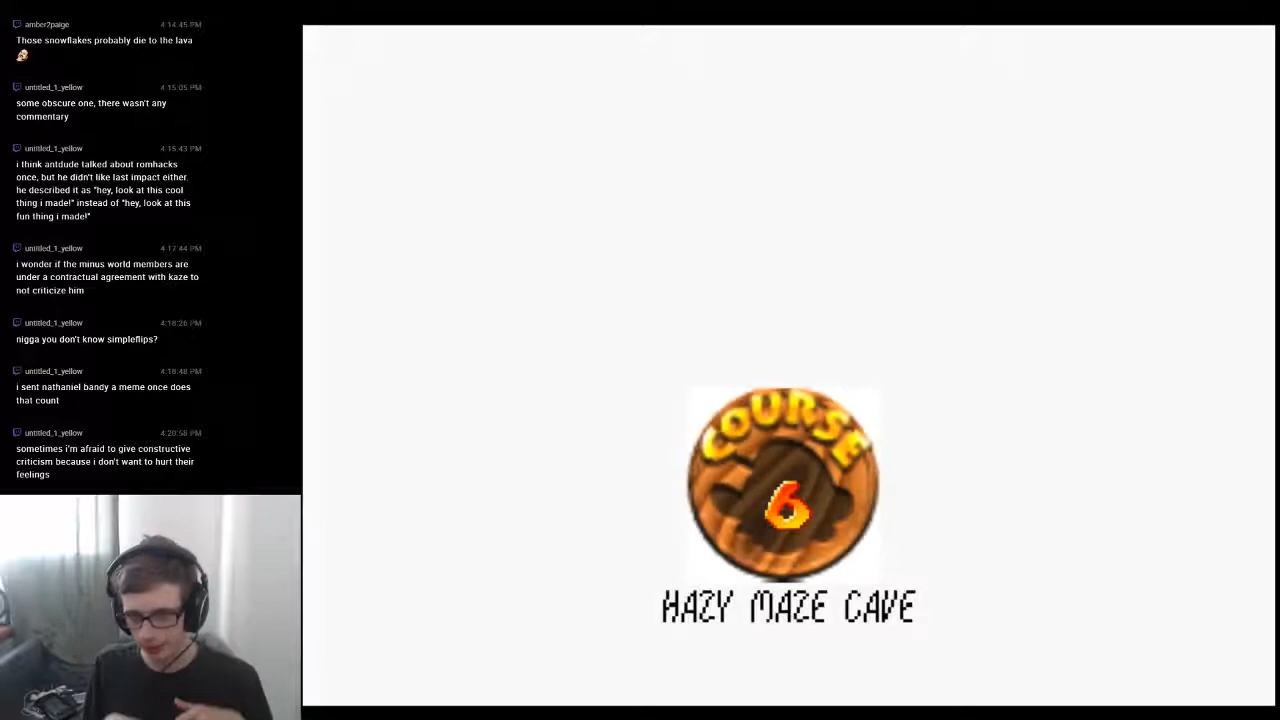 amber2paige 4:14:45 PM
Those snowflakes probably die to the lava
untitled_1_yellow 4:15:05 PM
some obscure one, there wasn't any
commentary
untitled_1_yellow 4:15:43 PM
i think antdude talked about romhacks
once, but he didn't like last impact either.
he described it as "hey, look at this cool
thing i made!" instead of "hey, look at this
fun thing i made!"
untitled_1_yellow 4:17:44 PM
i wonder if the minus world members are
under a contractual agreement with kaze to
not criticize him
untitled_1_yellow 4:18:26 PM
nigga you don't know simpleflips?
untitled_1_yellow 4:18:48 PM
i sent nathaniel bandy a meme once does
that count
untitled_1_yellow 4:20:58 PM
sometimes i'm afraid to give constructive
criticism because i don't want to hurt their
feelings
COURSE
6
HAZY MAZE CAVE